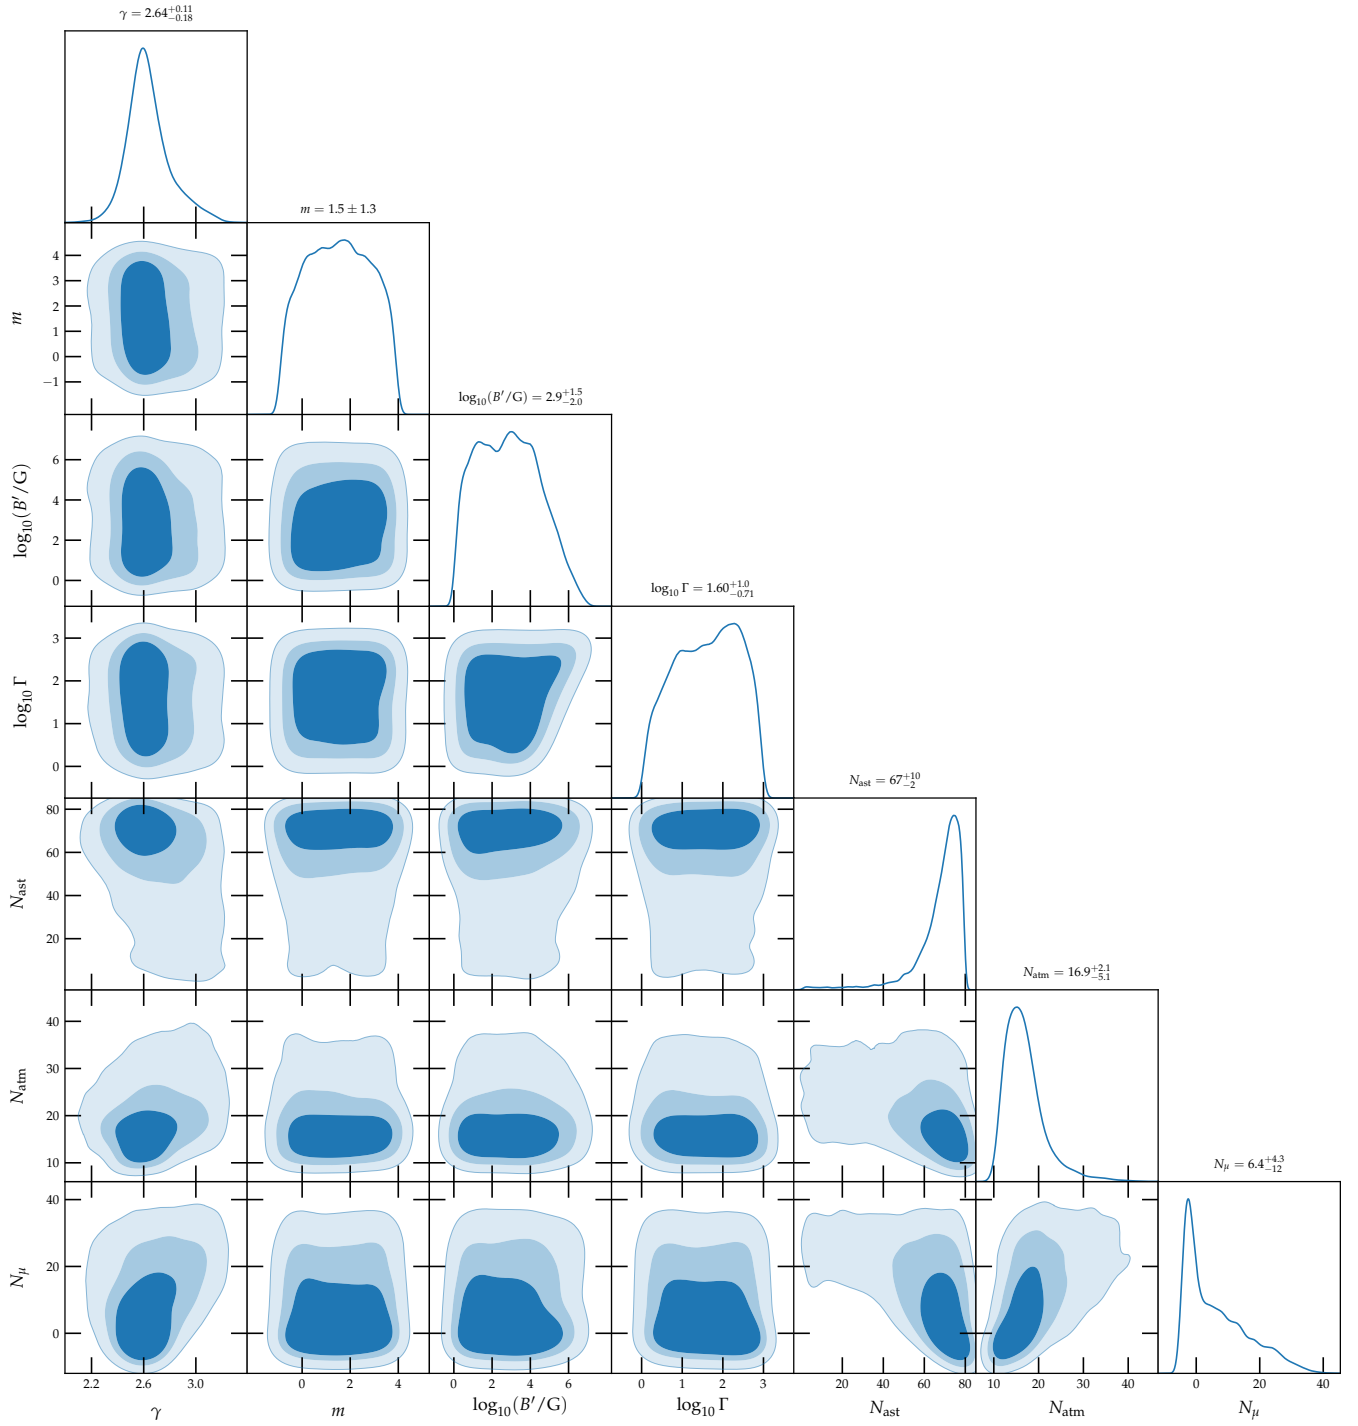 γ = 2.64 +0.11 −0.18
m = 1.5 ± 1.3
4
3
2
1
0
−1
m
log10(B′/G) = 2.9 +1.5 −2.0
6
4
2
0
log10(B′/G)
log10 Γ = 1.60 +1.0 −0.71
3
2
1
0
log10 Γ
Nast = 67 +10 −2
80
60
40
20
Nast
Natm = 16.9 +2.1 −5.1
40
30
20
10
Natm
Nμ = 6.4 +4.3 −12
40
20
0
Nμ
2.2 2.6 3.0
0 2 4
0 2 4 6
0 1 2 3
20 40 60 80
10 20 30 40
0 20 40
γ
m
log10(B′/G)
log10 Γ
Nast
Natm
Nμ